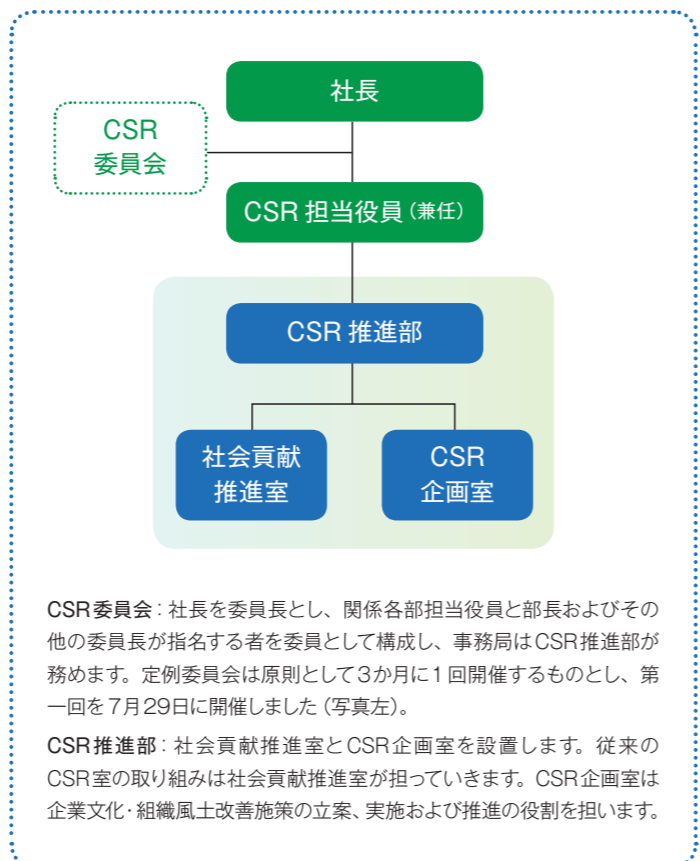 社長
CSR
委員会
CSR 担当役員(兼任)
CSR 推進部
社会貢献
推進室
CSR
企画室
CSR委員会:社長を委員長とし、関係各部担当役員と部長およびその
他の委員長が指名する者を委員として構成し、事務局はCSR推進部が
務めます。定例委員会は原則として3か月に1回開催するものとし、第
一回を7月29日に開催しました(写真左)。
CSR推進部:社会貢献推進室とCSR企画室を設置します。従来の
CSR室の取り組みは社会貢献推進室が担っていきます。CSR企画室は
企業文化・組織風土改善施策の立案、実施および推進の役割を担います。